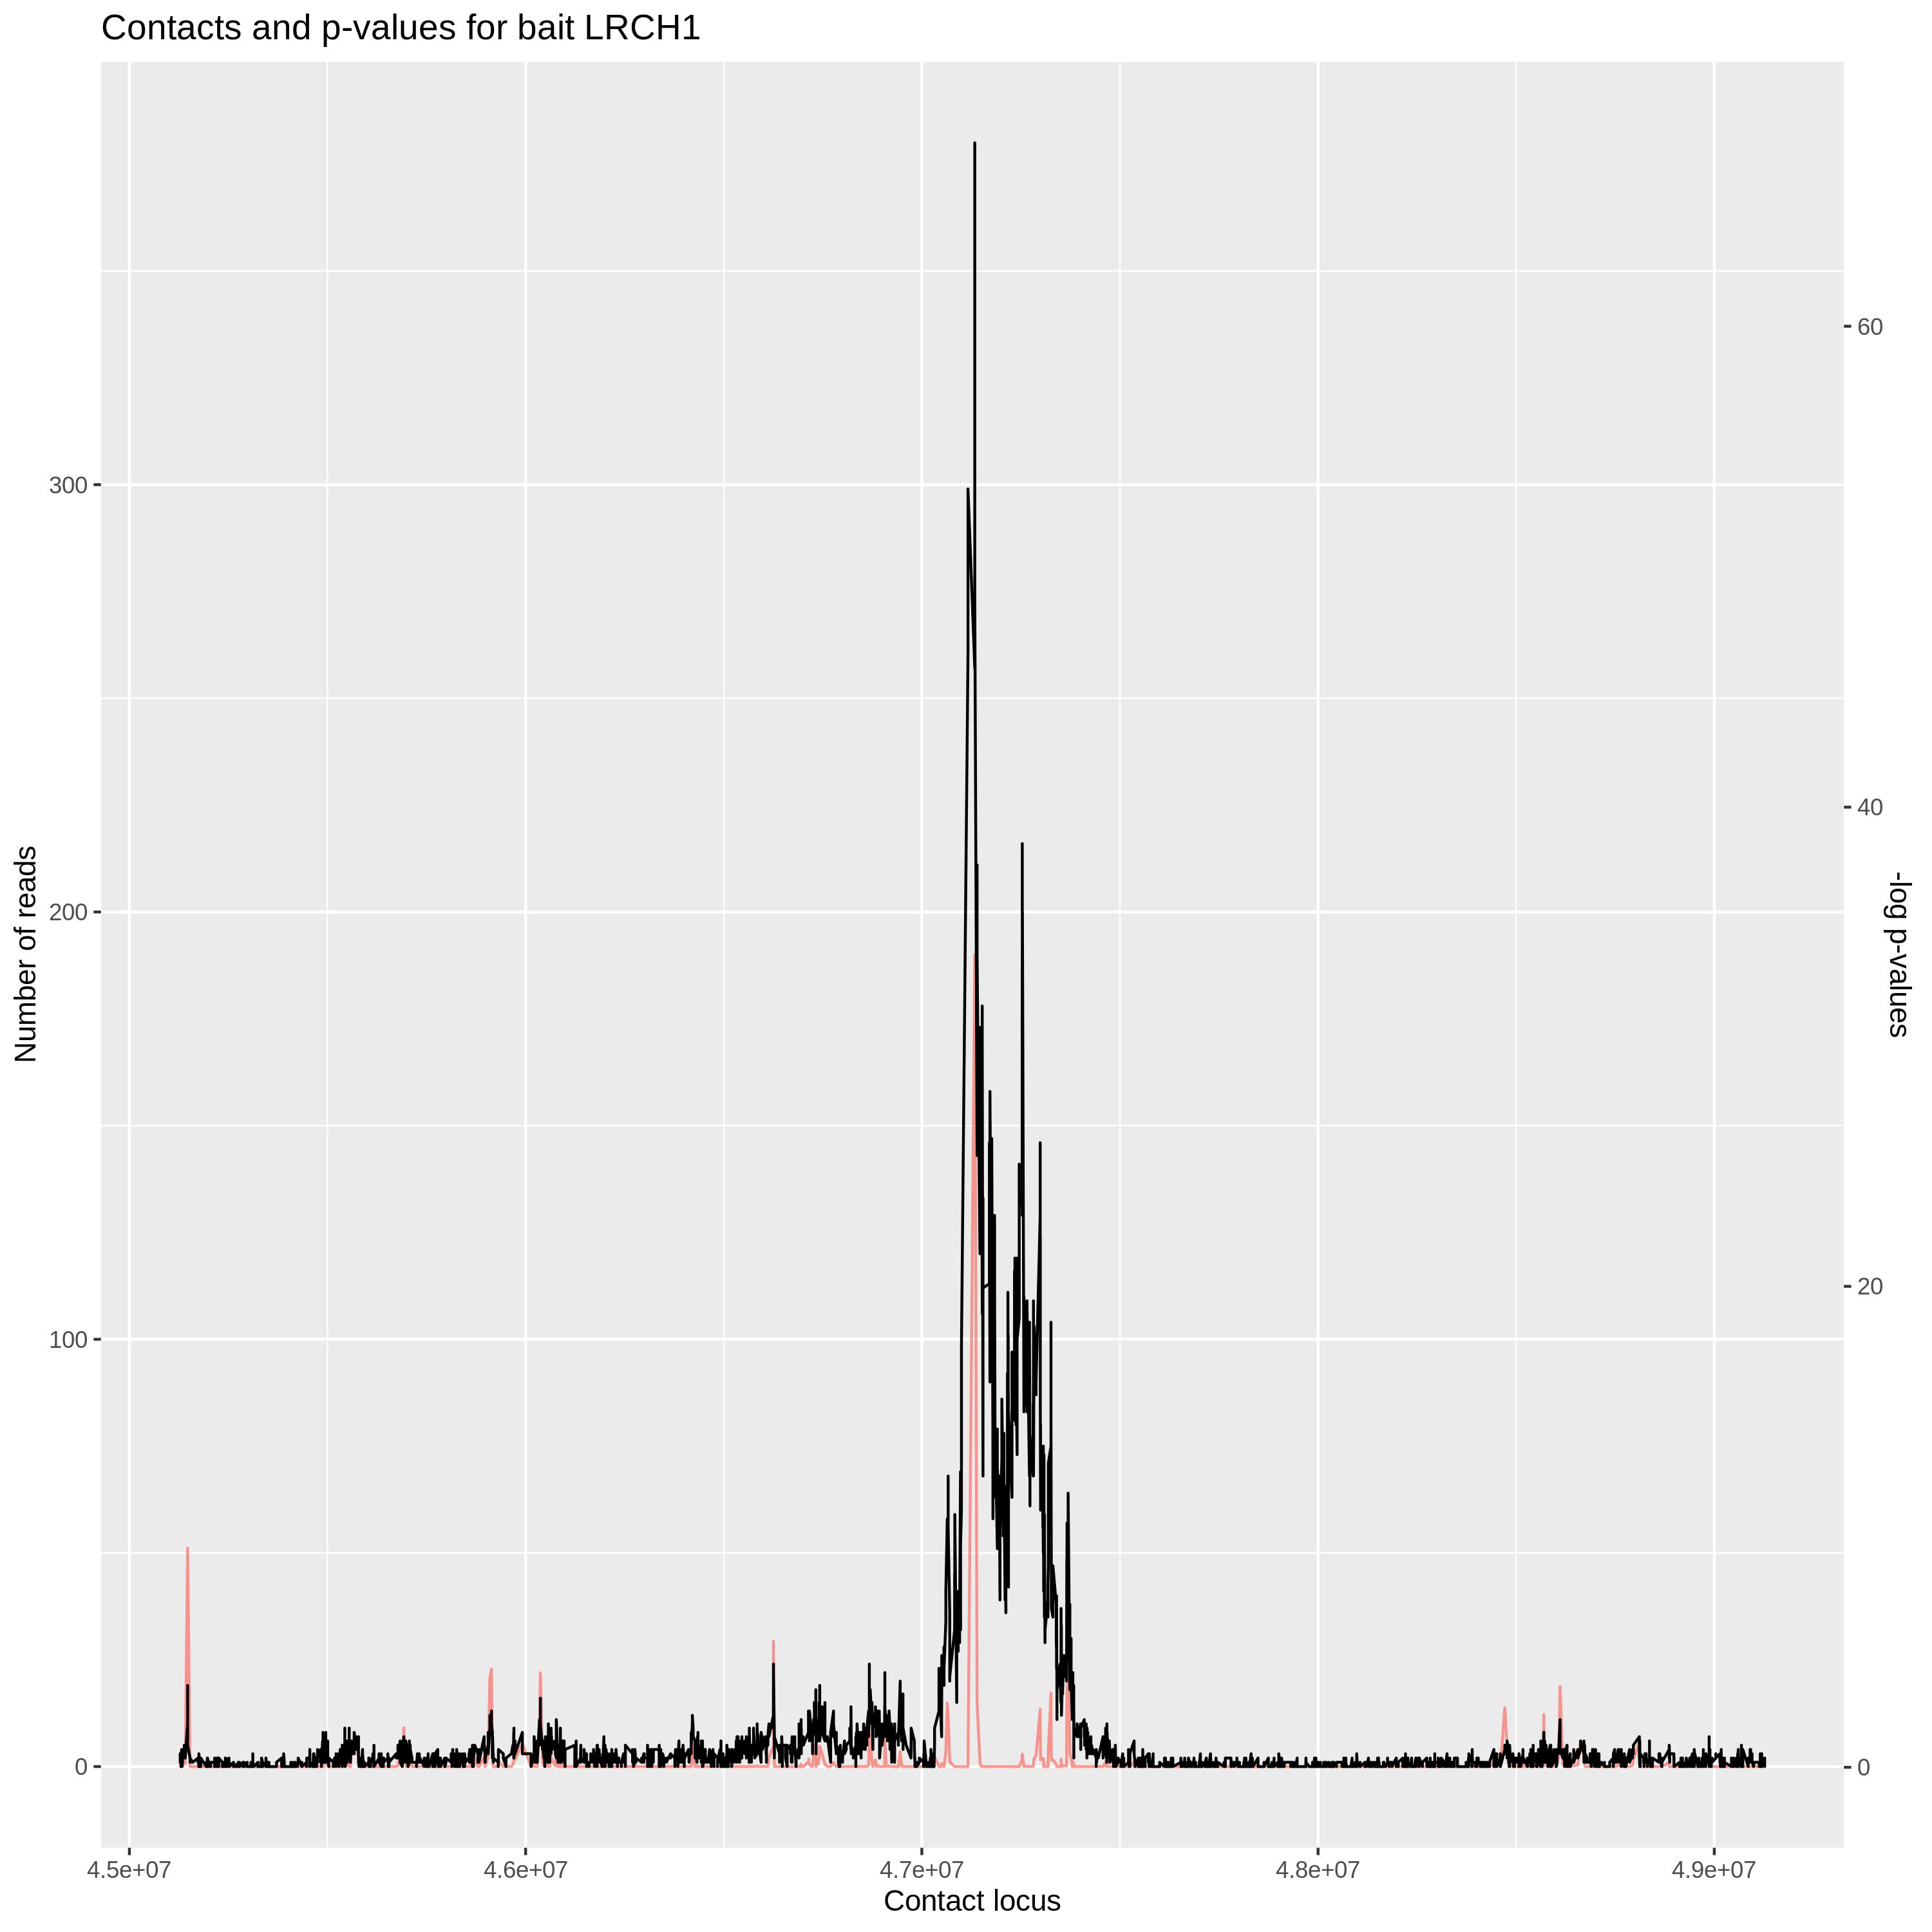 Contacts and p-values for bait LRCH1
300
200
100
0
Number of reads
60
40
20
0
-log p-values
4.5e+07
4.6e+07
4.7e+07
4.8e+07
4.9e+07
Contact locus